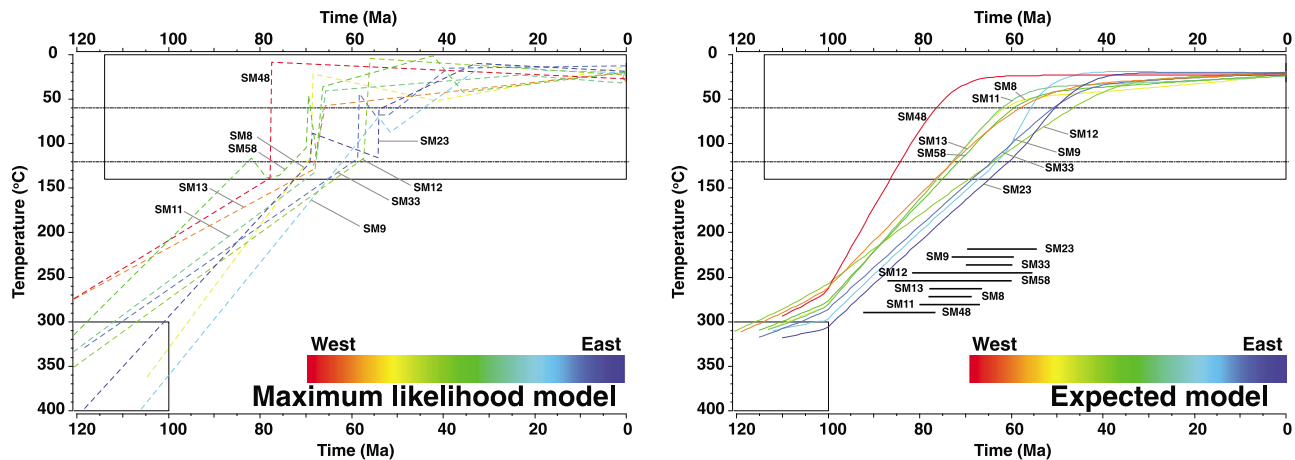 Time (Ma)
120 100 80 60 40 20 0
0
50
100
150
200
250
300
350
400
Temperature (°C)
SM48
SM8
SM58
SM13
SM11
SM23
SM12
SM33
SM9
West East
Maximum likelihood model
120 100 80 60 40 20 0
Time (Ma)
Time (Ma)
120 100 80 60 40 20 0
0
50
100
150
200
250
300
350
400
Temperature (°C)
SM8
SM11
SM48
SM12
SM13
SM58
SM9
SM33
SM23
SM23
SM9
SM33
SM12
SM58
SM13
SM8
SM11
SM48
West East
Expected model
120 100 80 60 40 20 0
Time (Ma)